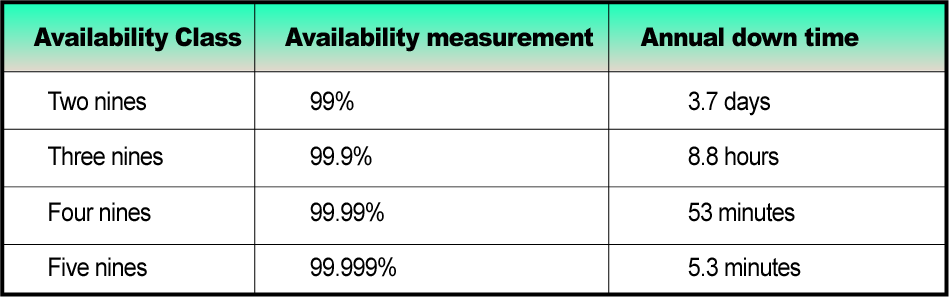 Availability Class Availability measurement Annual down time
Two nines 99% 3.7 days
Three nines 99.9% 8.8 hours
Four nines 99.99% 53 minutes
Five nines 99.999% 5.3 minutes